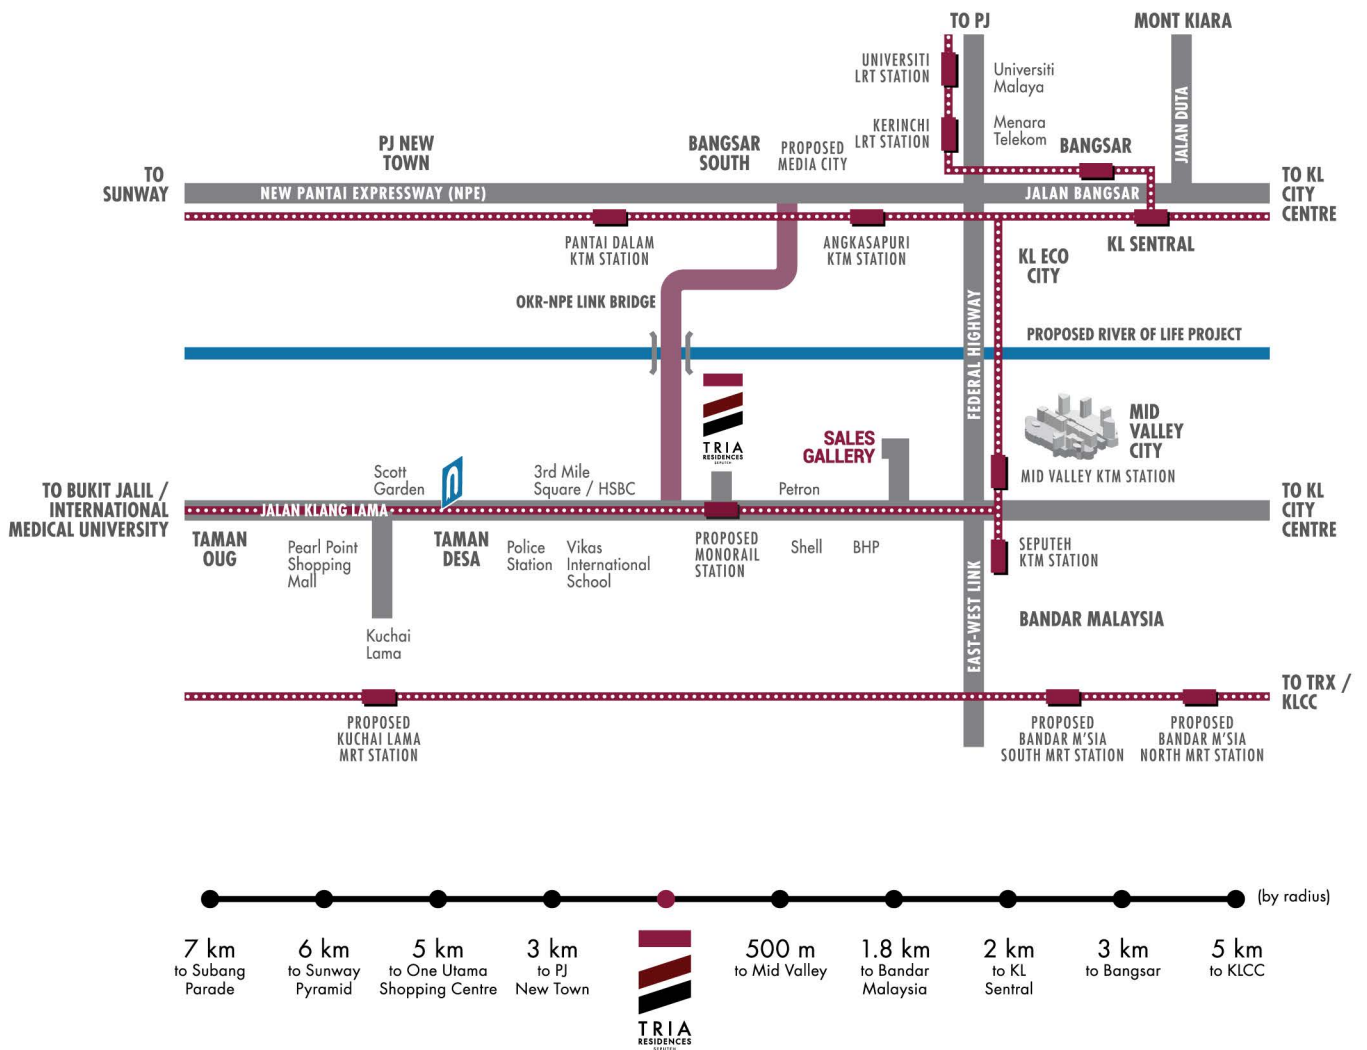 TO PJ
MONT KIARA
UNIVERSITI
LRT STATION
Universiti
Malaya
KERINCHI
LRT STATION
Menara
Telekom
JALAN DUTA
PJ NEW
TOWN
BANGSAR
SOUTH
PROPOSED
MEDIA CITY
BANGSAR
TO
SUNWAY
NEW PANTAI EXPRESSWAY (NPE)
JALAN BANGSAR
TO KL
CITY
CENTRE
PANTAI DALAM
KTM STATION
ANGKASAPURI
KTM STATION
KL SENTRAL
KL ECO
CITY
OKR-NPE LINK BRIDGE
FEDERAL HIGHWAY
PROPOSED RIVER OF LIFE PROJECT
TRIA
RESIDENCES
SEPUTEH
SALES
GALLERY
MID
VALLEY
CITY
MID VALLEY KTM STATION
Scott
Garden
3rd Mile
Square / HSBC
Petron
TO BUKIT JALIL /
INTERNATIONAL
MEDICAL UNIVERSITY
JALAN KLANG LAMA
TO KL
CITY
CENTRE
TAMAN
OUG
Pearl Point
Shopping
Mall
TAMAN
DESA
Police
Station
Vikas
International
School
PROPOSED
MONORAIL
STATION
Shell
BHP
SEPUTEH
KTM STATION
EAST-WEST LINK
BANDAR MALAYSIA
Kuchai
Lama
TO TRX /
KLCC
PROPOSED
KUCHAI LAMA
MRT STATION
PROPOSED
BANDAR M'SIA
SOUTH MRT STATION
PROPOSED
BANDAR M'SIA
NORTH MRT STATION
(by radius)
7 km
to Subang
Parade
6 km
to Sunway
Pyramid
5 km
to One Utama
Shopping Centre
3 km
to PJ
New Town
TRIA
RESIDENCES
SEPUTEH
500 m
to Mid Valley
1.8 km
to Bandar
Malaysia
2 km
to KL
Sentral
3 km
to Bangsar
5 km
to KLCC